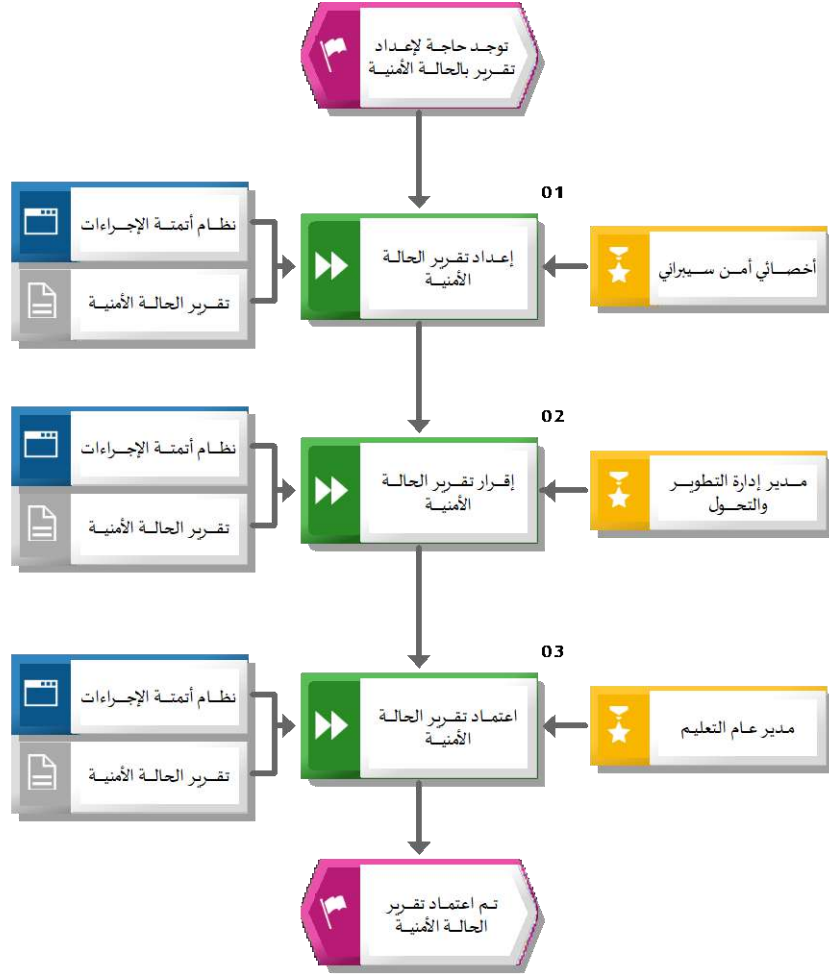 توجد حاجة لإعداد
تقرير بالحالة الأمنية
01
أخصائي أمن سيبراني
إعداد تقرير الحالة
الأمنية
نظام أتمتة الإجراءات
تقرير الحالة الأمنية
02
مدير إدارة التطوير
والتحول
إقرار تقرير الحالة
الأمنية
نظام أتمتة الإجراءات
تقرير الحالة الأمنية
03
مدير عام التعليم
اعتماد تقرير الحالة
الأمنية
نظام أتمتة الإجراءات
تقرير الحالة الأمنية
تم اعتماد تقرير
الحالة الأمنية